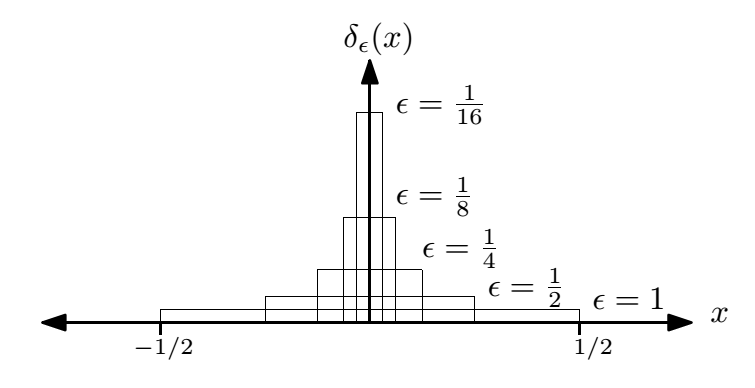 δ_ϵ(x)
ϵ = 1/16
ϵ = 1/8
ϵ = 1/4
ϵ = 1/2
ϵ = 1
x
−1/2
1/2